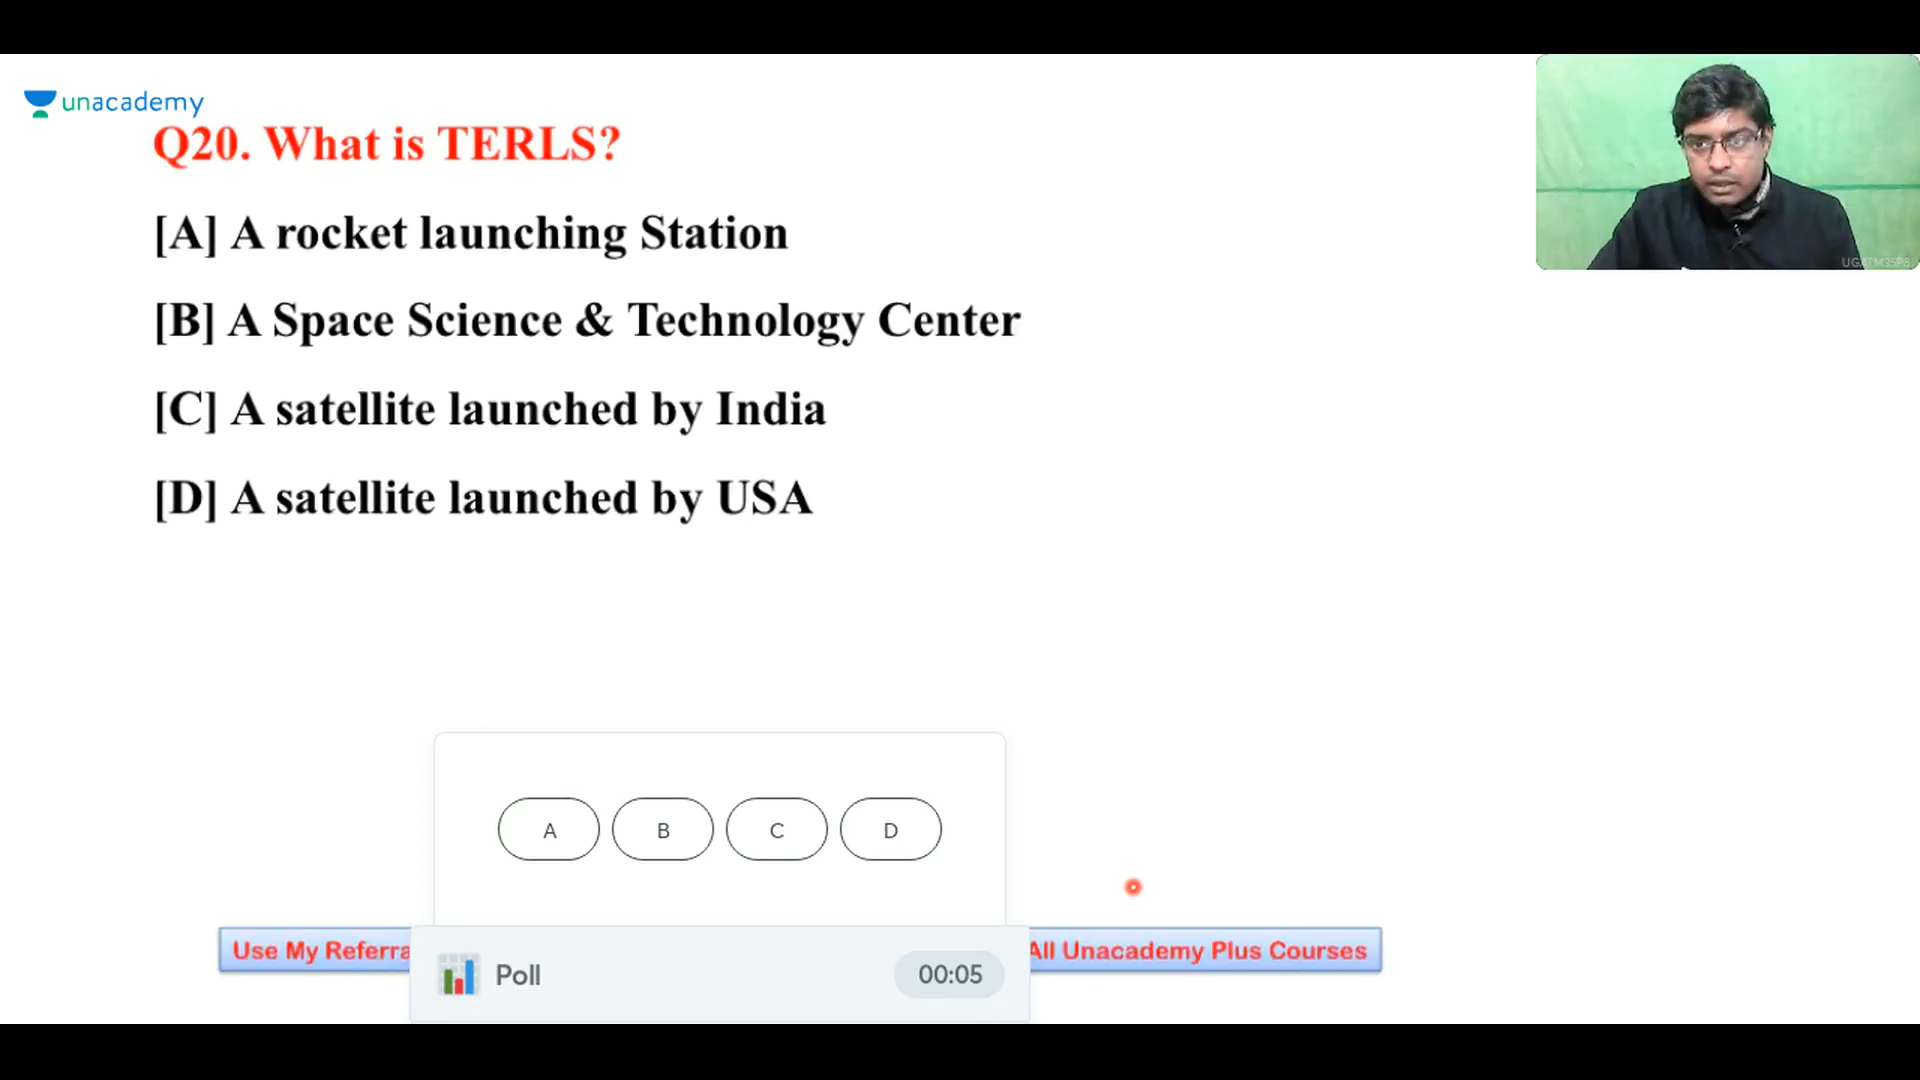 unacademy
Q20. What is TERLS?
[A] A rocket launching Station
[B] A Space Science & Technology Center
[C] A satellite launched by India
[D] A satellite launched by USA
A B C D
Use My Referra All Unacademy Plus Courses
Poll 00:05